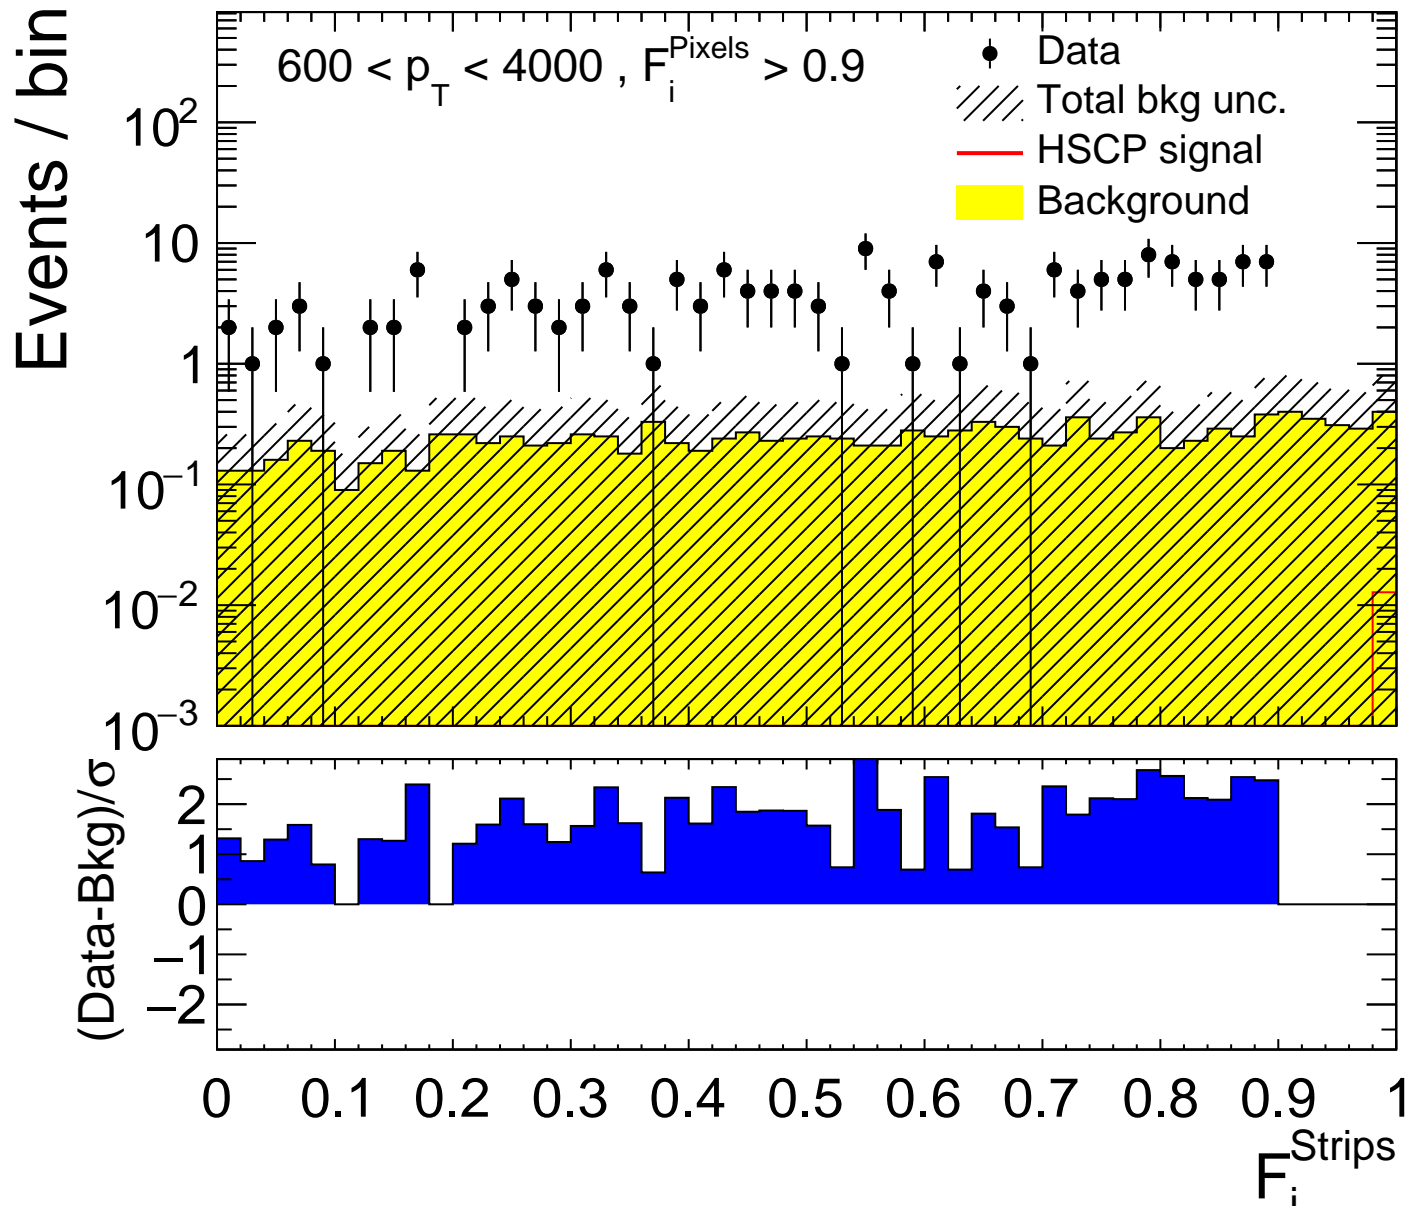 Events / bin
600 < p_T < 4000 , F_i^Pixels > 0.9
Data
Total bkg unc.
HSCP signal
Background
10²
10
1
10⁻¹
10⁻²
10⁻³
(Data-Bkg)/σ
2
1
0
−1
−2
0 0.1 0.2 0.3 0.4 0.5 0.6 0.7 0.8 0.9 1
F_i^Strips